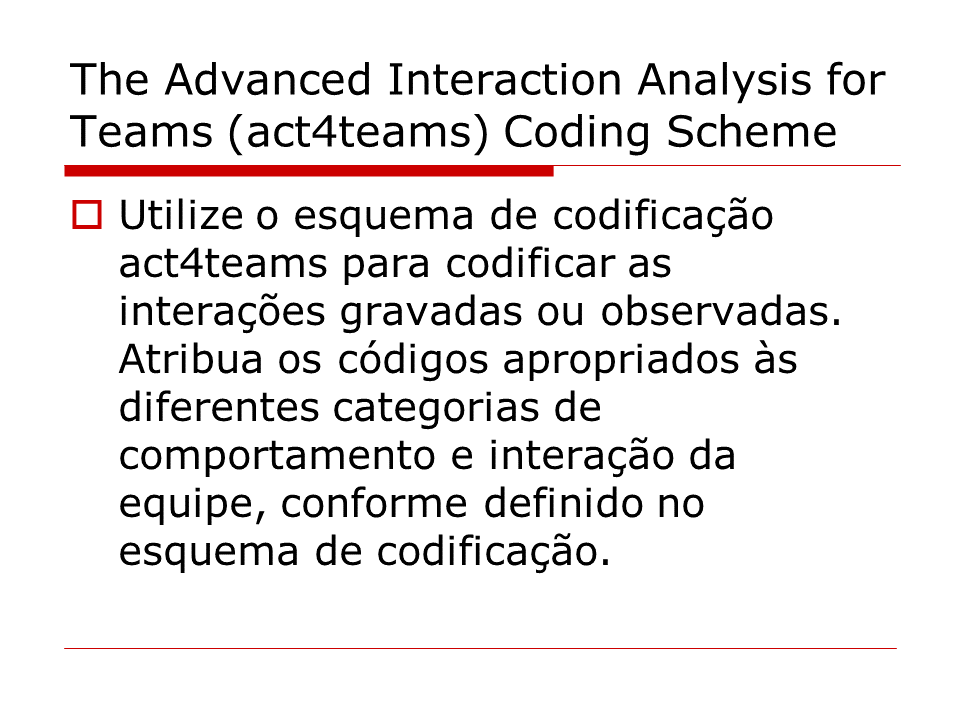 The Advanced Interaction Analysis for
Teams (act4teams) Coding Scheme
Utilize o esquema de codificação
act4teams para codificar as
interações gravadas ou observadas.
Atribua os códigos apropriados às
diferentes categorias de
comportamento e interação da
equipe, conforme definido no
esquema de codificação.